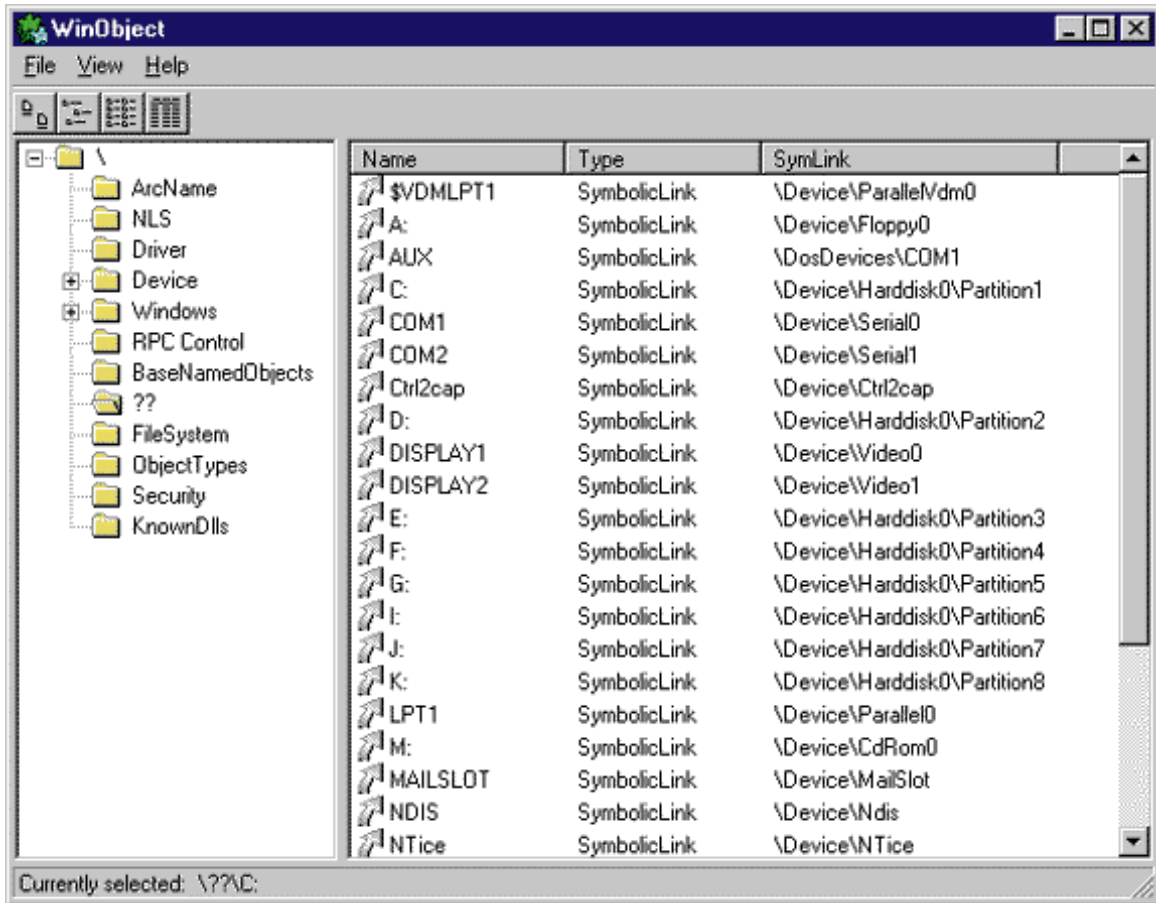 WinObject
File View Help
\
ArcName
NLS
Driver
Device
Windows
RPC Control
BaseNamedObjects
??
FileSystem
ObjectTypes
Security
KnownDlls
Name Type SymLink
$VDMLPT1 SymbolicLink \Device\ParallelVdm0
A: SymbolicLink \Device\Floppy0
AUX SymbolicLink \DosDevices\COM1
C: SymbolicLink \Device\Harddisk0\Partition1
COM1 SymbolicLink \Device\Serial0
COM2 SymbolicLink \Device\Serial1
Ctrl2cap SymbolicLink \Device\Ctrl2cap
D: SymbolicLink \Device\Harddisk0\Partition2
DISPLAY1 SymbolicLink \Device\Video0
DISPLAY2 SymbolicLink \Device\Video1
E: SymbolicLink \Device\Harddisk0\Partition3
F: SymbolicLink \Device\Harddisk0\Partition4
G: SymbolicLink \Device\Harddisk0\Partition5
I: SymbolicLink \Device\Harddisk0\Partition6
J: SymbolicLink \Device\Harddisk0\Partition7
K: SymbolicLink \Device\Harddisk0\Partition8
LPT1 SymbolicLink \Device\Parallel0
M: SymbolicLink \Device\CdRom0
MAILSLOT SymbolicLink \Device\MailSlot
NDIS SymbolicLink \Device\Ndis
NTice SymbolicLink \Device\NTice
Currently selected: \??\C: